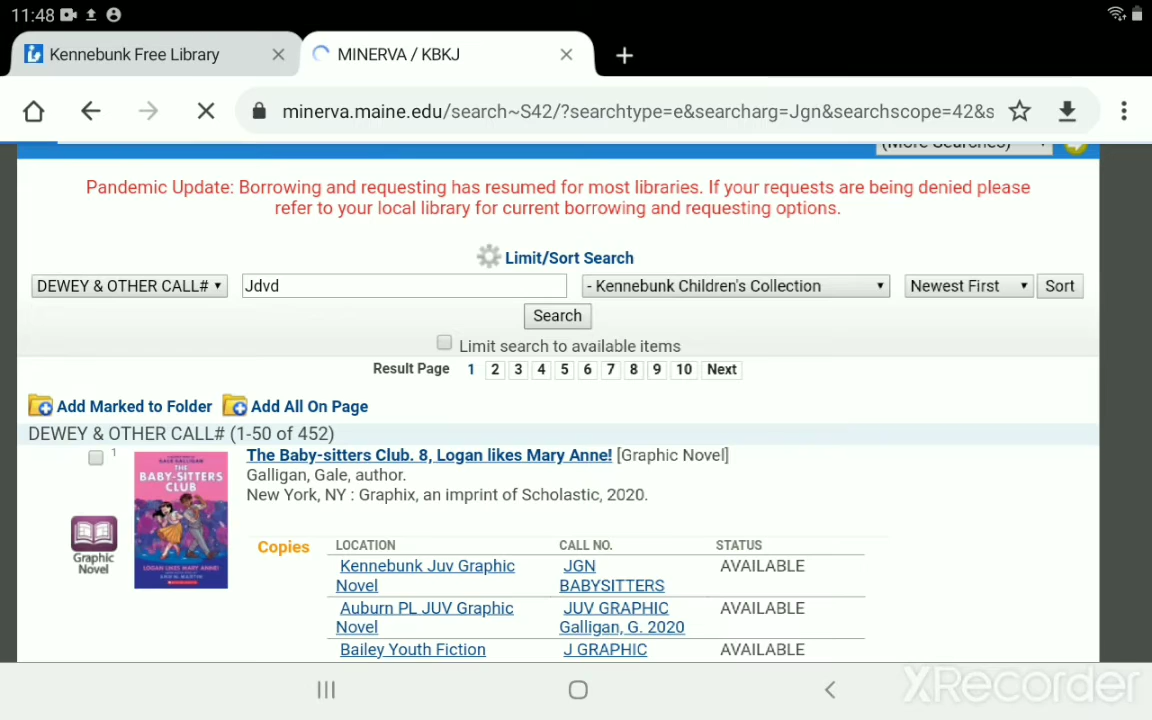 11:48
Kennebunk Free Library
MINERVA / KBKJ
minerva.maine.edu/search~S42/?searchtype=e&searcharg=Jgn&searchscope=42&s
(More Searches)
Pandemic Update: Borrowing and requesting has resumed for most libraries. If your requests are being denied please
refer to your local library for current borrowing and requesting options.
Limit/Sort Search
DEWEY & OTHER CALL# Jdvd - Kennebunk Children's Collection Newest First Sort
Search
Limit search to available items
Result Page 1 2 3 4 5 6 7 8 9 10 Next
Add Marked to Folder Add All On Page
DEWEY & OTHER CALL# (1-50 of 452)
1
The Baby-sitters Club. 8, Logan likes Mary Anne! [Graphic Novel]
Galligan, Gale, author.
New York, NY : Graphix, an imprint of Scholastic, 2020.
THE
BABY-SITTERS
CLUB
LOGAN LIKES MARY ANNE!
Graphic
Novel
Copies LOCATION CALL NO. STATUS
Kennebunk Juv Graphic JGN AVAILABLE
Novel BABYSITTERS
Auburn PL JUV Graphic JUV GRAPHIC AVAILABLE
Novel Galligan, G. 2020
Bailey Youth Fiction J GRAPHIC AVAILABLE
XRecorder